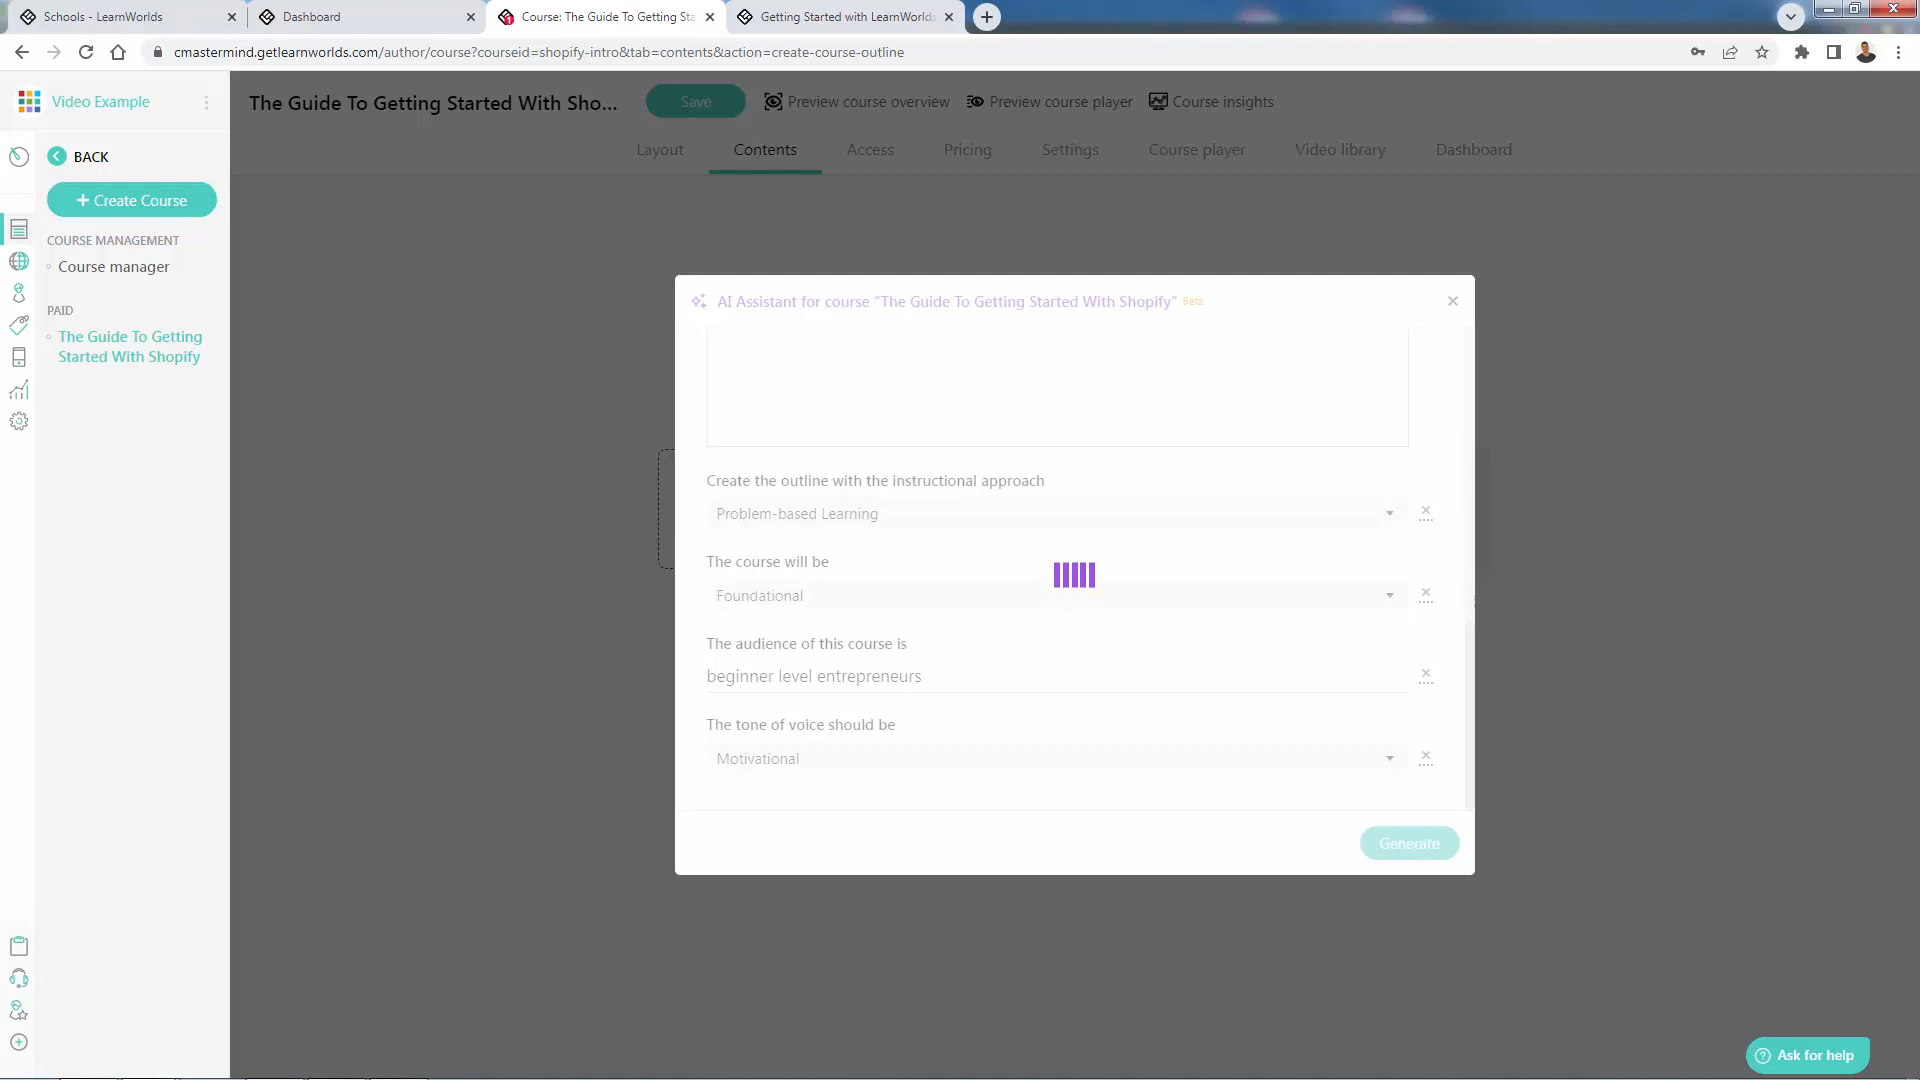 Schools - LearnWorlds
Dashboard
Course: The Guide To Getting Sta
Getting Started with LearnWorlds
cmastermind.getlearnworlds.com/author/course?courseid=shopify-intro&tab=contents&action=create-course-outline
Video Example
The Guide To Getting Started With Sho...
Save
Preview course overview
Preview course player
Course insights
BACK
Layout
Contents
Access
Pricing
Settings
Course player
Video library
Dashboard
+ Create Course
COURSE MANAGEMENT
Course manager
PAID
The Guide To Getting
Started With Shopify
AI Assistant for course “The Guide To Getting Started With Shopify” Beta
Create the outline with the instructional approach
Problem-based Learning
The course will be
Foundational
The audience of this course is
beginner level entrepreneurs
The tone of voice should be
Motivational
Generate
Ask for help